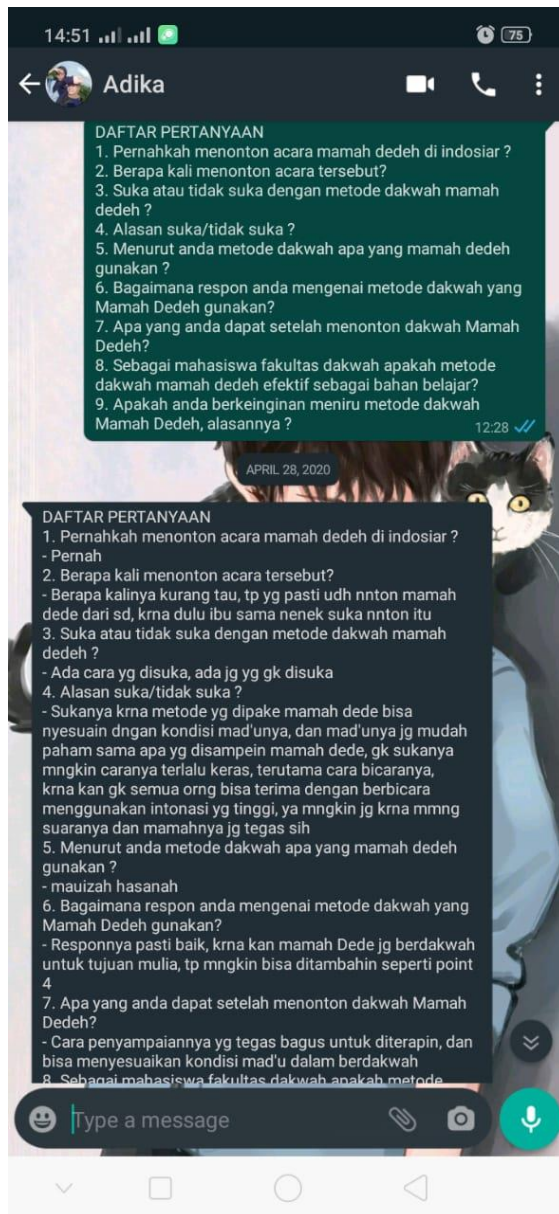 14:51
75
Adika
DAFTAR PERTANYAAN
1. Pernahkah menonton acara mamah dedeh di indosiar ?
2. Berapa kali menonton acara tersebut?
3. Suka atau tidak suka dengan metode dakwah mamah
dedeh ?
4. Alasan suka/tidak suka ?
5. Menurut anda metode dakwah apa yang mamah dedeh
gunakan ?
6. Bagaimana respon anda mengenai metode dakwah yang
Mamah Dedeh gunakan?
7. Apa yang anda dapat setelah menonton dakwah Mamah
Dedeh?
8. Sebagai mahasiswa fakultas dakwah apakah metode
dakwah mamah dedeh efektif sebagai bahan belajar?
9. Apakah anda berkeinginan meniru metode dakwah
Mamah Dedeh, alasannya ?
12:28
APRIL 28, 2020
DAFTAR PERTANYAAN
1. Pernahkah menonton acara mamah dedeh di indosiar ?
- Pernah
2. Berapa kali menonton acara tersebut?
- Berapa kalinya kurang tau, tp yg pasti udh nnton mamah
dede dari sd, krna dulu ibu sama nenek suka nnton itu
3. Suka atau tidak suka dengan metode dakwah mamah
dedeh ?
- Ada cara yg disuka, ada jg yg gk disuka
4. Alasan suka/tidak suka ?
- Sukanya krna metode yg dipake mamah dede bisa
nyesuain dngan kondisi mad'unya, dan mad'unya jg mudah
paham sama apa yg disampein mamah dede, gk sukanya
mngkin caranya terlalu keras, terutama cara bicaranya,
krna kan gk semua orng bisa terima dengan berbicara
menggunakan intonasi yg tinggi, ya mngkin jg krna mmng
suaranya dan mamahnya jg tegas sih
5. Menurut anda metode dakwah apa yang mamah dedeh
gunakan ?
- mauizah hasanah
6. Bagaimana respon anda mengenai metode dakwah yang
Mamah Dedeh gunakan?
- Responnya pasti baik, krna kan mamah Dede jg berdakwah
untuk tujuan mulia, tp mngkin bisa ditambahin seperti point
4
7. Apa yang anda dapat setelah menonton dakwah Mamah
Dedeh?
- Cara penyampaiannya yg tegas bagus untuk diterapin, dan
bisa menyesuaikan kondisi mad'u dalam berdakwah
8. Sebagai mahasiswa fakultas dakwah apakah metode
Type a message